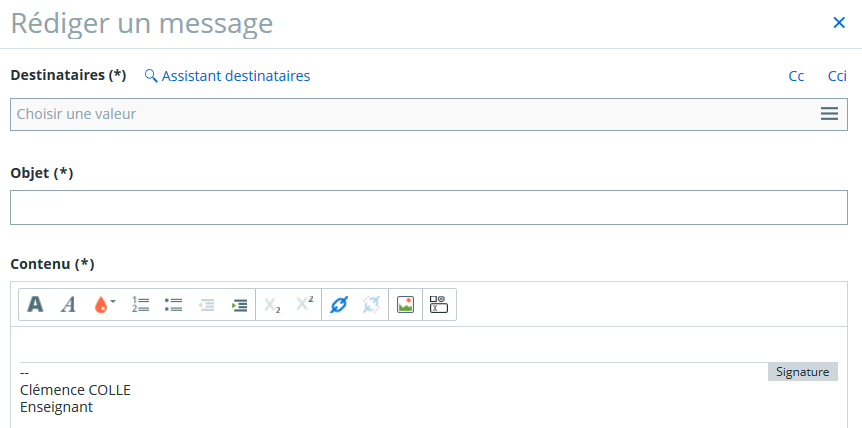 Rédiger un message
Destinataires (*) Assistant destinataires Cc Cci
Choisir une valeur
Objet (*)
Contenu (*)
--
Signature
Clémence COLLE
Enseignant